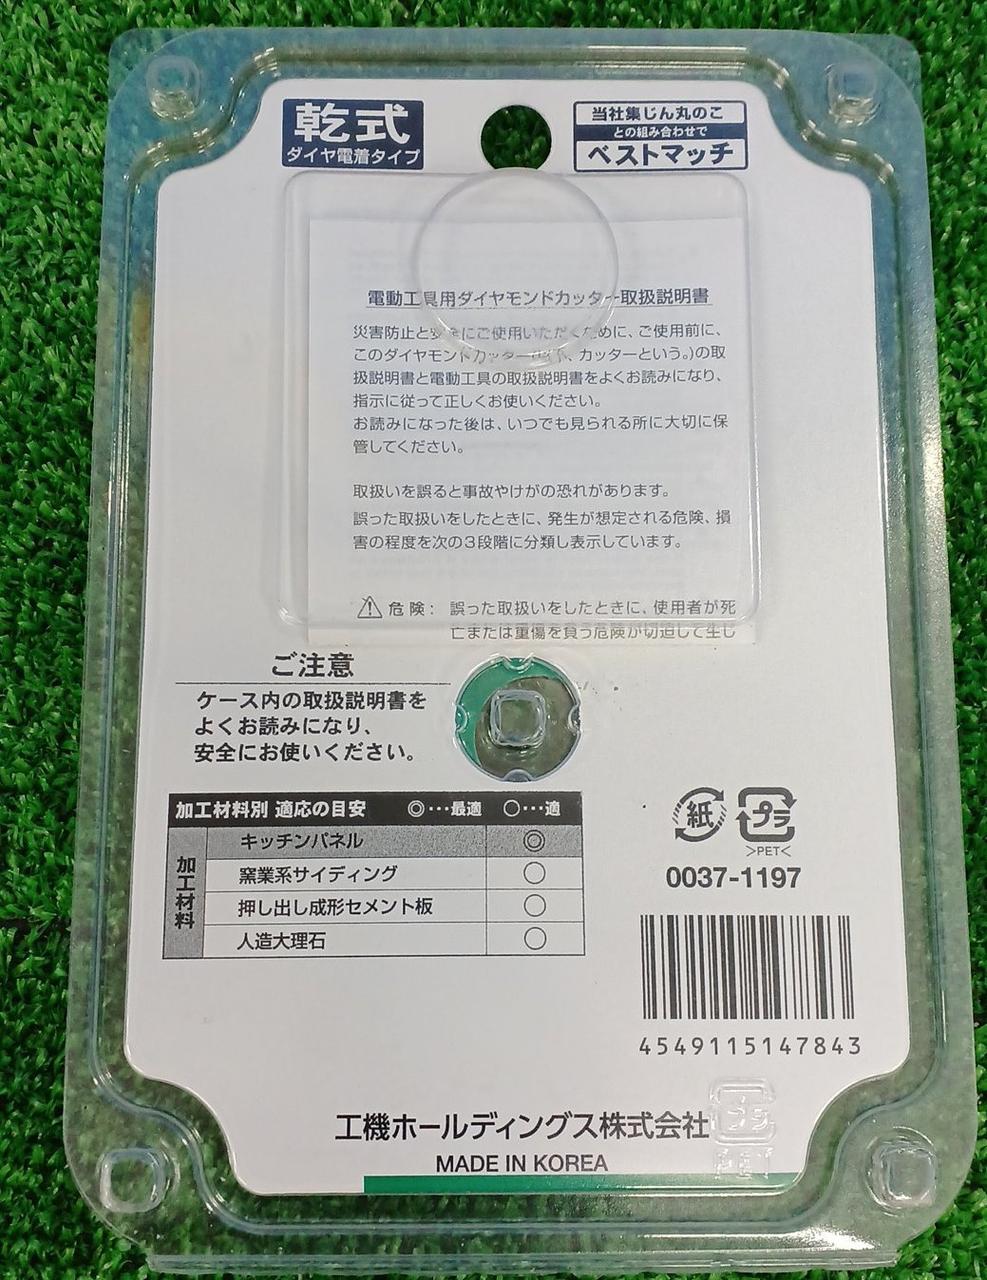 乾式
ダイヤ電着タイプ
当社集じん丸のこ
との組み合わせで
ベストマッチ
電動工具用ダイヤモンドカッター取扱説明書
災害防止と安全にご使用いただくために、ご使用前に、
このダイヤモンドカッター(以下、カッターという。)の取
扱説明書と電動工具の取扱説明書をよくお読みになり、
指示に従って正しくお使いください。
お読みになった後は、いつでも見られる所に大切に保
管してください。
取扱いを誤ると事故やけがの恐れがあります。
誤った取扱いをしたときに、発生が想定される危険、損
害の程度を次の3段階に分類し表示しています。
危険: 誤った取扱いをしたときに、使用者が死
亡または重傷を負う危険が切迫して生じ
ご注意
ケース内の取扱説明書を
よくお読みになり、
安全にお使いください。
加工材料別 適応の目安 ◎…最適 ○…適
加工材料
キッチンパネル ◎
窯業系サイディング ○
押し出し成形セメント板 ○
人造大理石 ○
紙 プラ
>PET<
0037-1197
4549115147843
工機ホールディングス株式会社
MADE IN KOREA